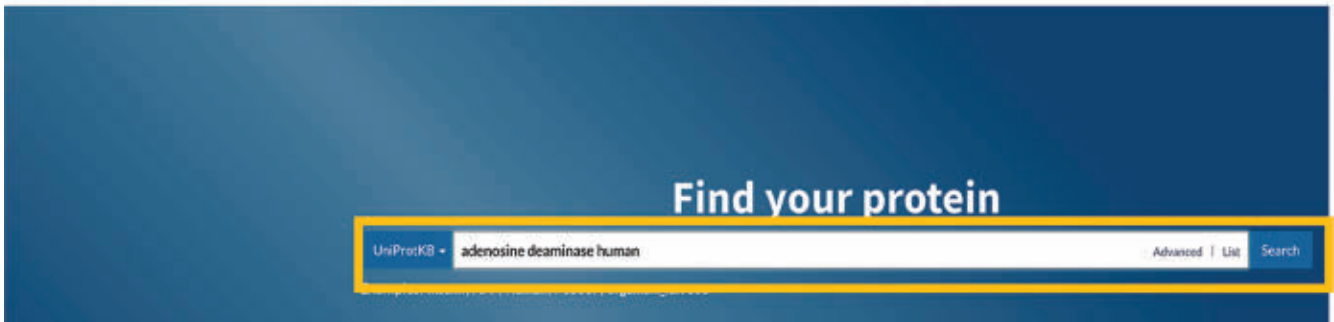 Find your protein
UniProtKB adenosine deaminase human Advanced | List Search